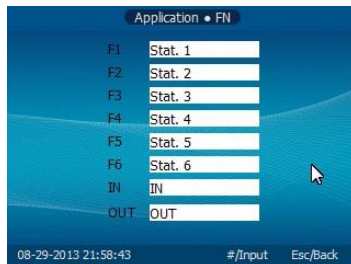 Application • FN
F1 Stat. 1
F2 Stat. 2
F3 Stat. 3
F4 Stat. 4
F5 Stat. 5
F6 Stat. 6
IN IN
OUT OUT
08-29-2013 21:58:43 #/Input Esc/Back